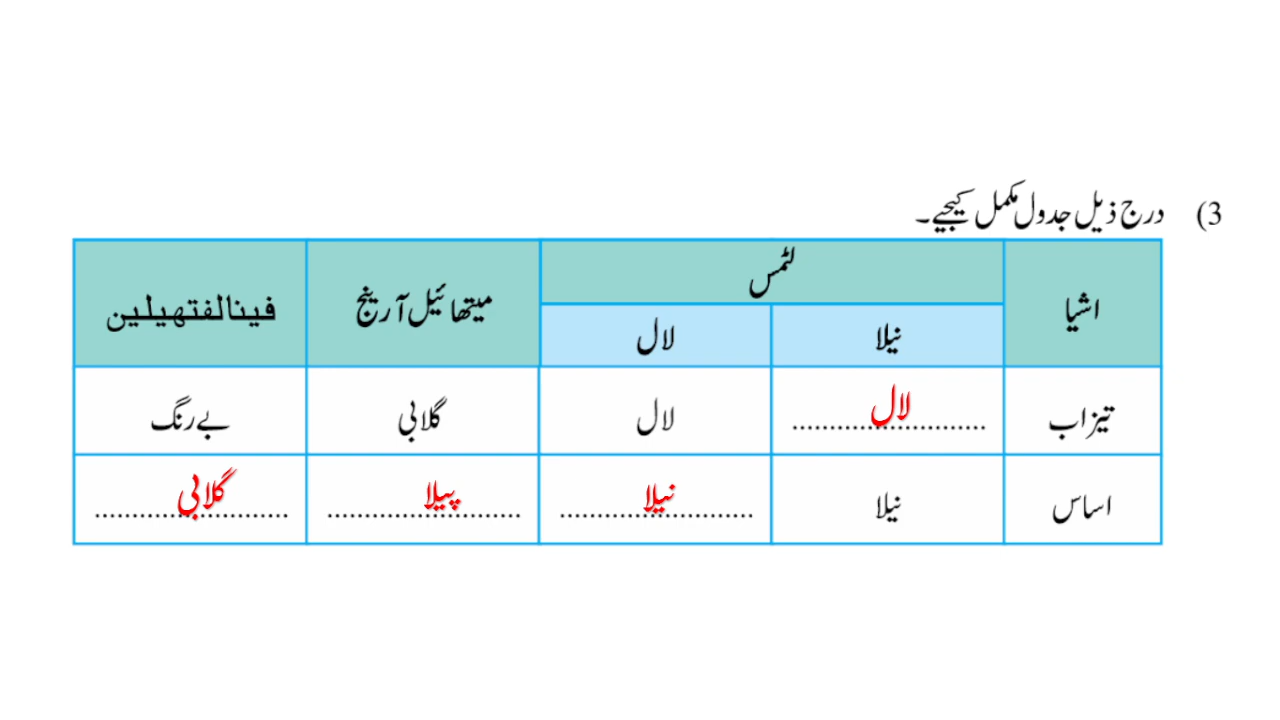 3) درج ذیل جدول مکمل کیجیے۔
اشیا لٹمس میتھائیل آرینج فینالفتھیلین
نیلا لال
تیزاب لال لال گلابی بے رنگ
اساس نیلا نیلا پیلا گلابی